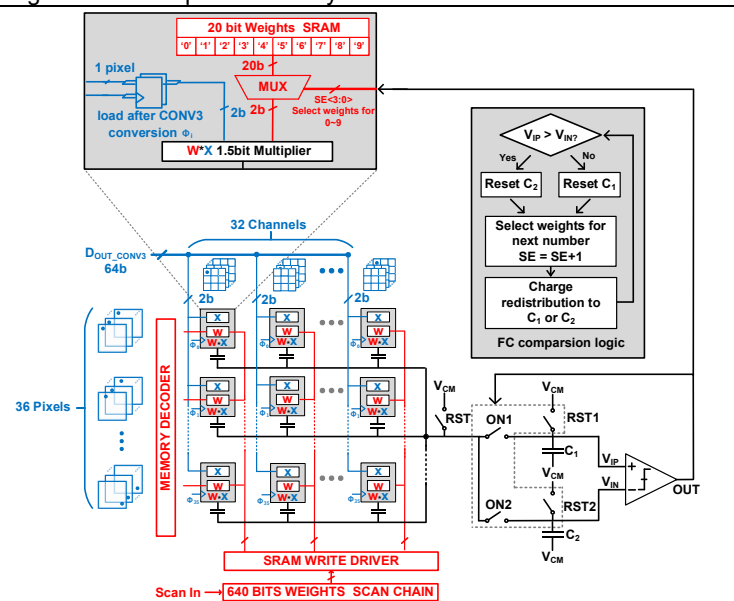 20 bit Weights SRAM
'0' '1' '2' '3' '4' '5' '6' '7' '8' '9'
1 pixel
20b
MUX
load after CONV3
conversion Φi
2b
2b
SE<3:0>
Select weights for
0~9
W*X 1.5bit Multiplier
VIP > VIN?
Yes
No
Reset C2
Reset C1
Select weights for
next number
SE = SE+1
Charge
redistribution to
C1 or C2
FC comparsion logic
32 Channels
DOUT_CONV3
64b
2b
2b
2b
36 Pixels
MEMORY DECODER
X
W
W·X
X
W
W·X
X
W
W·X
X
W
W·X
X
W
W·X
X
W
W·X
X
W
W·X
X
W
W·X
X
W
W·X
VCM
RST
ON1
VCM
RST1
C1
VCM
VIP
VIN
OUT
ON2
RST2
C2
VCM
SRAM WRITE DRIVER
Scan In
640 BITS WEIGHTS SCAN CHAIN